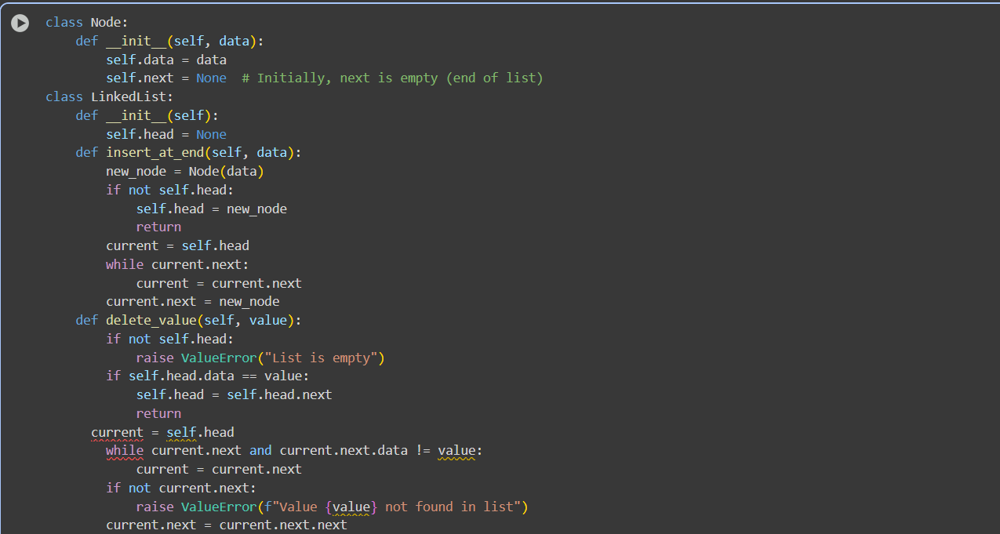 class Node:
    def __init__(self, data):
        self.data = data
        self.next = None  # Initially, next is empty (end of list)
class LinkedList:
    def __init__(self):
        self.head = None
    def insert_at_end(self, data):
        new_node = Node(data)
        if not self.head:
            self.head = new_node
            return
        current = self.head
        while current.next:
            current = current.next
        current.next = new_node
    def delete_value(self, value):
        if not self.head:
            raise ValueError("List is empty")
        if self.head.data == value:
            self.head = self.head.next
            return
      current = self.head
        while current.next and current.next.data != value:
            current = current.next
        if not current.next:
            raise ValueError(f"Value {value} not found in list")
        current.next = current.next.next